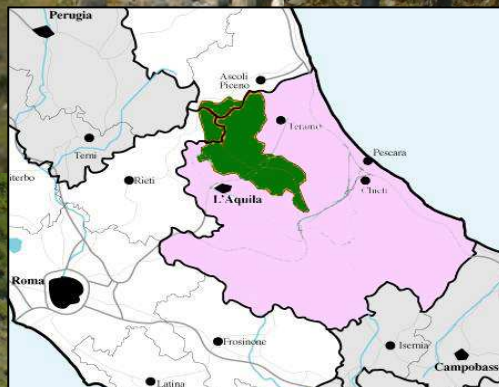 Perugia
Ascoli
Piceno
Teramo
Terni
Pescara
Rieti
Chieti
iterbo
L'Aquila
Roma
Frosinone
Isernia
Latina
Campobass